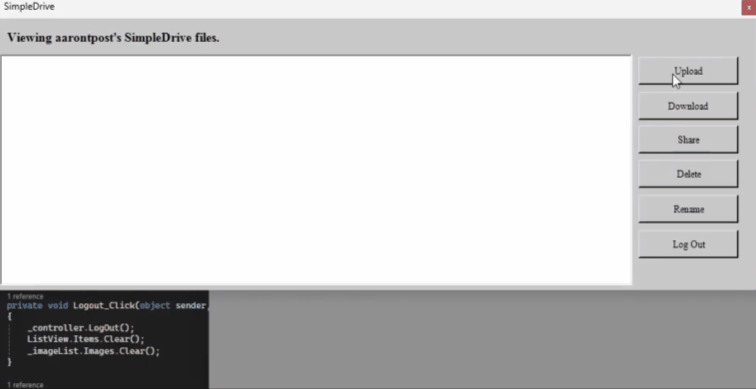 SimpleDrive
x
Viewing aarontpost's SimpleDrive files.
Upload
Download
Share
Delete
Rename
Log Out
1 reference
private void Logout_Click(object sender,
{
_controller.LogOut();
ListView.Items.Clear();
_imageList.Images.Clear();
}
1 reference